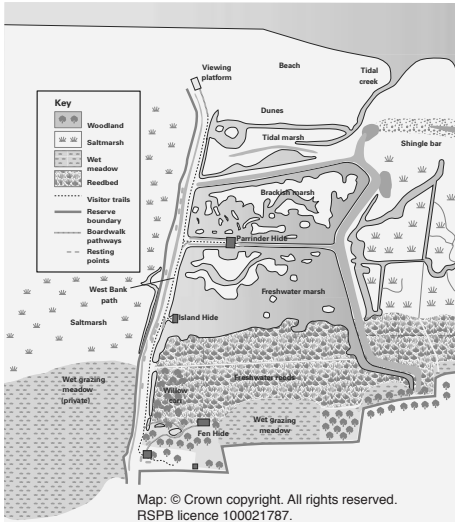 Viewing
platform
Beach
Tidal
creek
Dunes
Tidal marsh
Shingle bar
Key
Woodland
Saltmarsh
Wet
meadow
Reedbed
Visitor trails
Reserve
boundary
Boardwalk
pathways
Resting
points
Brackish marsh
Parrinder Hide
West Bank
path
Freshwater marsh
Island Hide
Saltmarsh
Wet grazing
meadow
(private)
Freshwater reeds
Willow
carr
Wet grazing
meadow
Fen Hide
Map: © Crown copyright. All rights reserved.
RSPB licence 100021787.